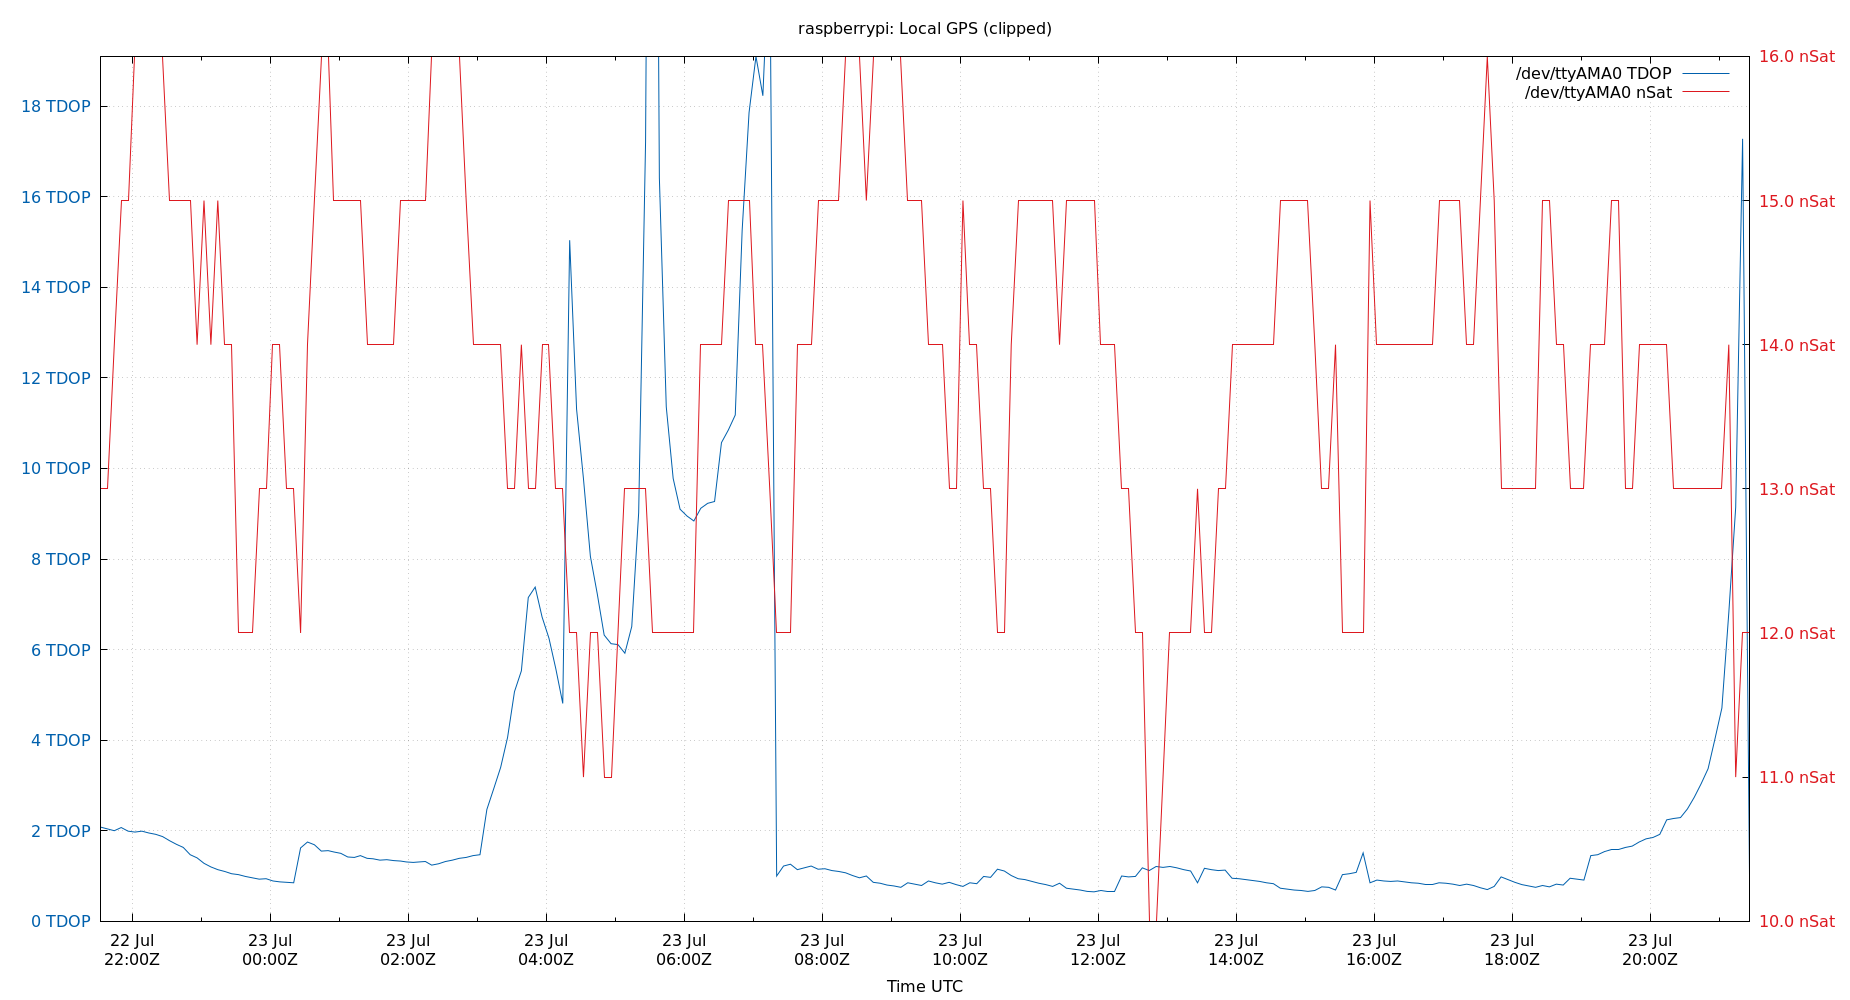 raspberrypi: Local GPS (clipped)
/dev/ttyAMA0 TDOP
/dev/ttyAMA0 nSat
18 TDOP
16 TDOP
14 TDOP
12 TDOP
10 TDOP
8 TDOP
6 TDOP
4 TDOP
2 TDOP
0 TDOP
16.0 nSat
15.0 nSat
14.0 nSat
13.0 nSat
12.0 nSat
11.0 nSat
10.0 nSat
22 Jul
22:00Z
23 Jul
00:00Z
23 Jul
02:00Z
23 Jul
04:00Z
23 Jul
06:00Z
23 Jul
08:00Z
23 Jul
10:00Z
23 Jul
12:00Z
23 Jul
14:00Z
23 Jul
16:00Z
23 Jul
18:00Z
23 Jul
20:00Z
Time UTC